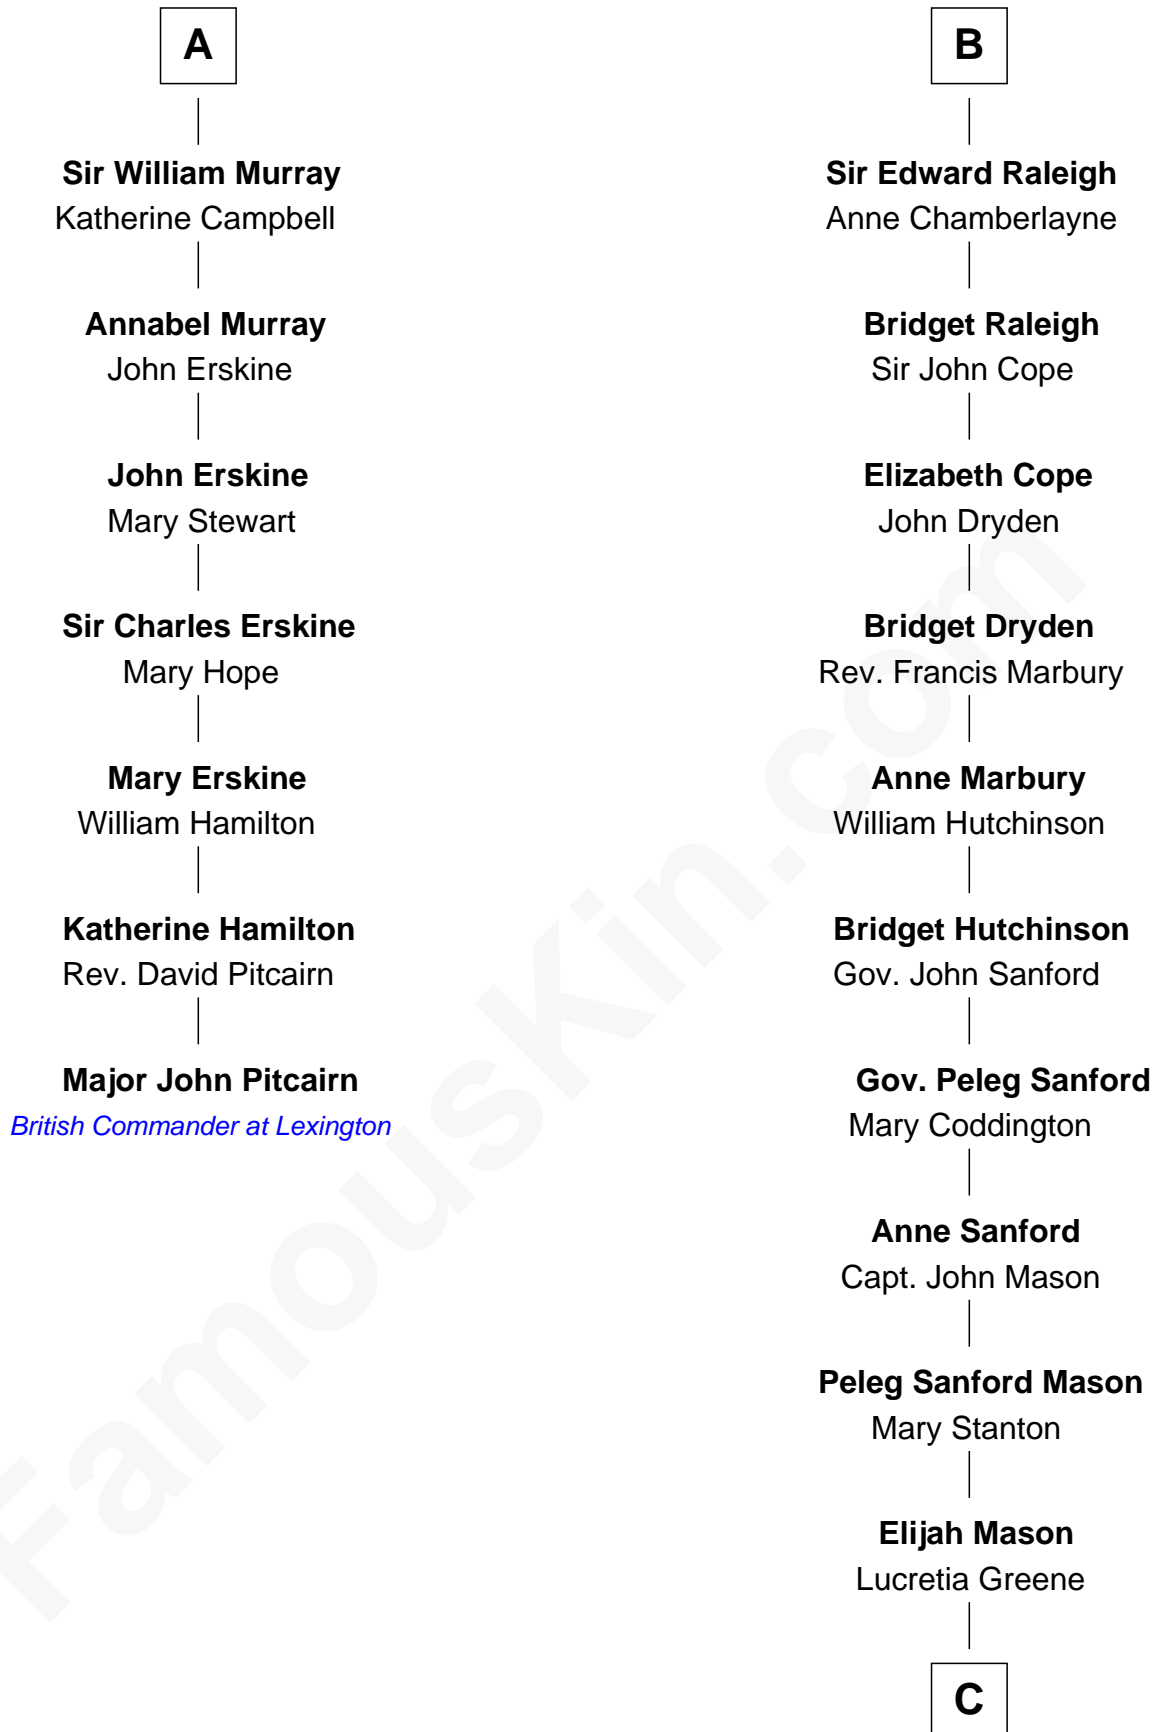 A
Sir William Murray
Katherine Campbell
Annabel Murray
John Erskine
John Erskine
Mary Stewart
Sir Charles Erskine
Mary Hope
Mary Erskine
William Hamilton
Katherine Hamilton
Rev. David Pitcairn
Major John Pitcairn
British Commander at Lexington
B
Sir Edward Raleigh
Anne Chamberlayne
Bridget Raleigh
Sir John Cope
Elizabeth Cope
John Dryden
Bridget Dryden
Rev. Francis Marbury
Anne Marbury
William Hutchinson
Bridget Hutchinson
Gov. John Sanford
Gov. Peleg Sanford
Mary Coddington
Anne Sanford
Capt. John Mason
Peleg Sanford Mason
Mary Stanton
Elijah Mason
Lucretia Greene
C
FamousKin.com